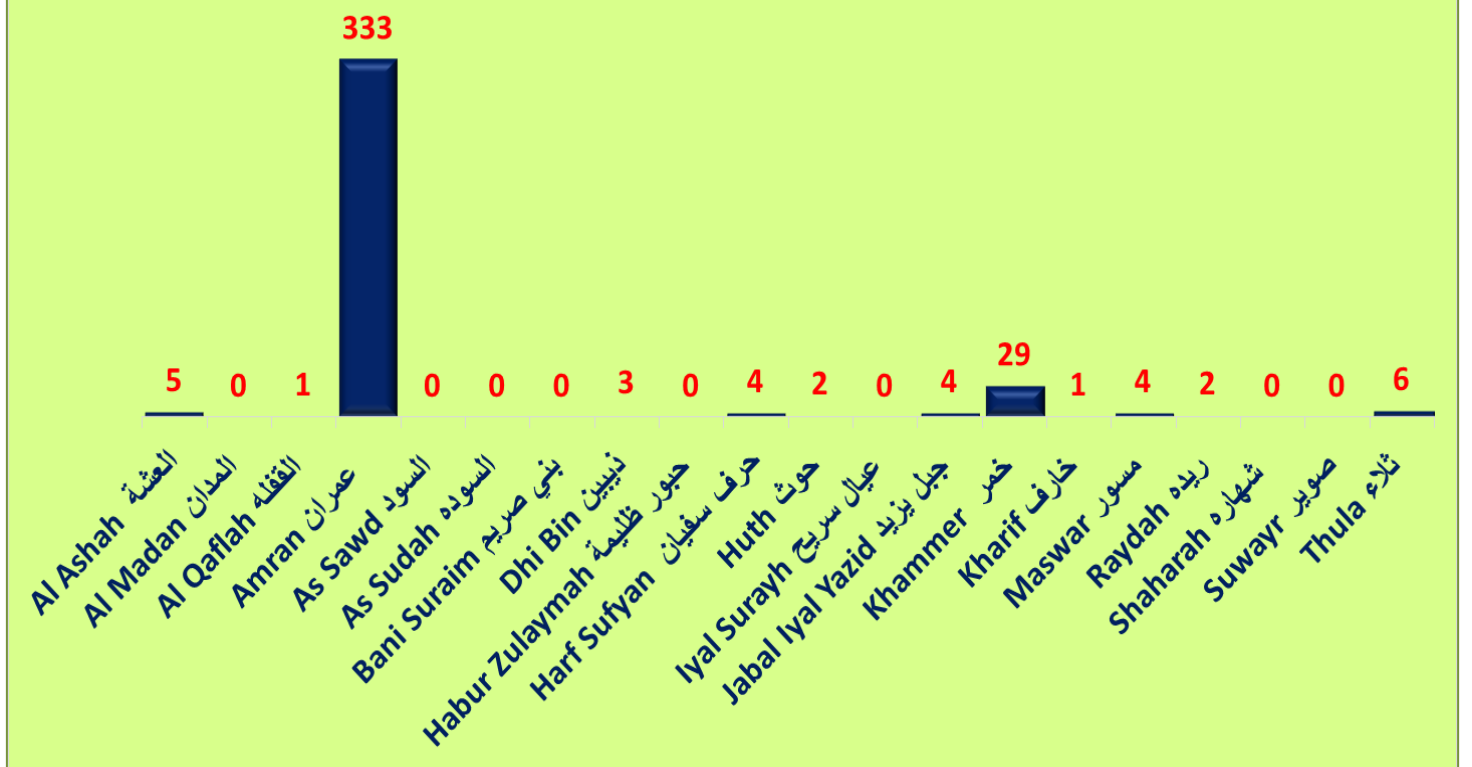 333
5
0
1
0
0
0
3
0
4
2
0
4
29
1
4
2
0
0
6
Al Ashah العشة
Al Madan المدان
Al Qaflah القفله
Amran عمران
As Sawd السود
As Sudah السوده
Bani Suraim بني صريم
Dhi Bin ذيبين
Habur Zulaymah حبور ظليمة
Harf Sufyan حرف سفيان
Huth حوث
Iyal Surayh عيال سريح
Jabal Iyal Yazid جبل يزيد
Khammer خمر
Kharif خارف
Maswar مسور
Raydah ريده
Shaharah شهاره
Suwayr صوير
Thula ثلاء